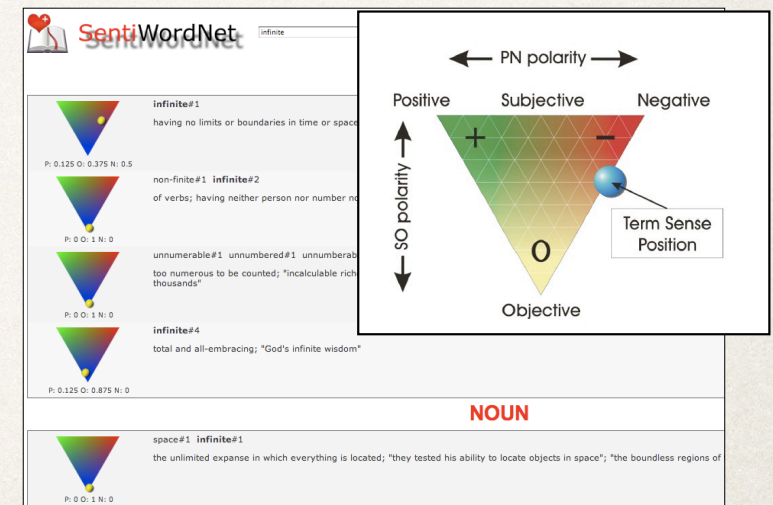 SentiWordNet
infinite
infinite#1
having no limits or boundaries in time or space
P: 0.125 O: 0.375 N: 0.5
non-finite#1 infinite#2
of verbs; having neither person nor number
P: 0 O: 1 N: 0
unnumerable#1 unnumbered#1
too numerous to be counted; "incalculable
thousands"
P: 0 O: 1 N: 0
infinite#4
total and all-embracing; "God's infinite wisdom"
P: 0.125 O: 0.875 N: 0
NOUN
space#1 infinite#1
the unlimited expanse in which everything is located; "they tested his ability to locate objects in space"; "the boundless regions of
P: 0 O: 1 N: 0
PN polarity
Positive Subjective Negative
+ −
SO polarity
Term Sense
Position
O
Objective